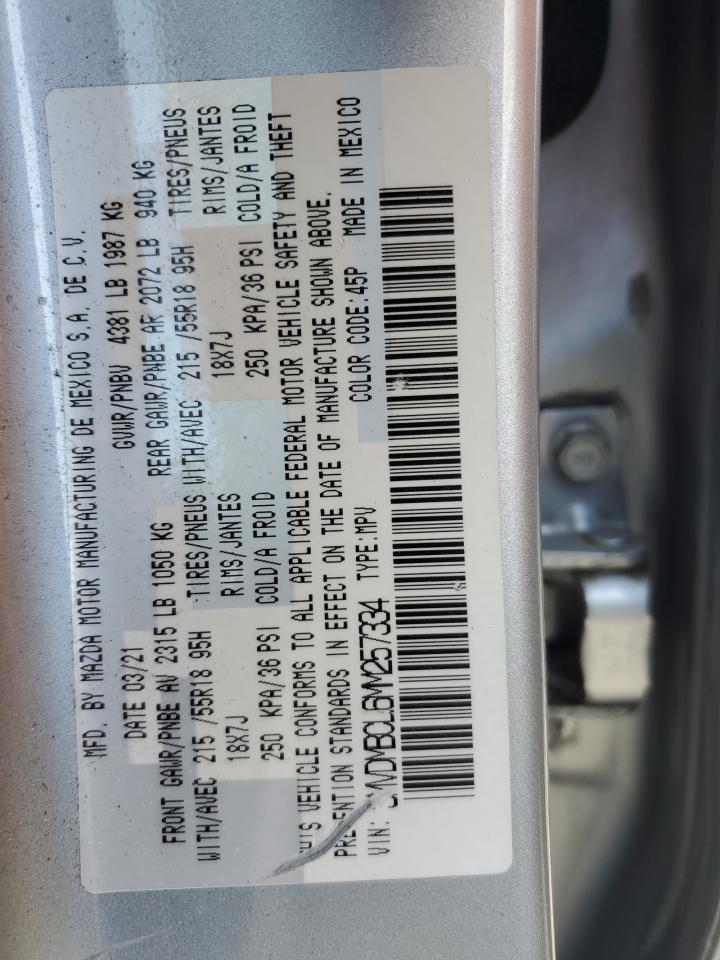 MFD. BY MAZDA MOTOR MANUFACTURING DE MEXICO S.A. DE C.V.
DATE 03/21 GVWR/PNBV 4381 LB 1987 KG
FRONT GAWR/PNBE AV 2315 LB 1050 KG REAR GAWR/PNBE AR 2072 LB 940 KG
WITH/AVEC 215 /55R18 95H :TIRES/PNEUS WITH/AVEC 215 /55R18 95H TIRES/PNEUS
18X7J RIMS/JANTES 18X7J RIMS/JANTES
250 KPA/36 PSI COLD/A FROID 250 KPA/36 PSI COLD/A FROID
THIS VEHICLE CONFORMS TO ALL APPLICABLE FEDERAL MOTOR VEHICLE SAFETY AND THEFT
PREVENTION STANDARDS IN EFFECT ON THE DATE OF MANUFACTURE SHOWN ABOVE.
VIN: 3MVDMBCL6MM257334 TYPE:MPV COLOR CODE:45P MADE IN MEXICO